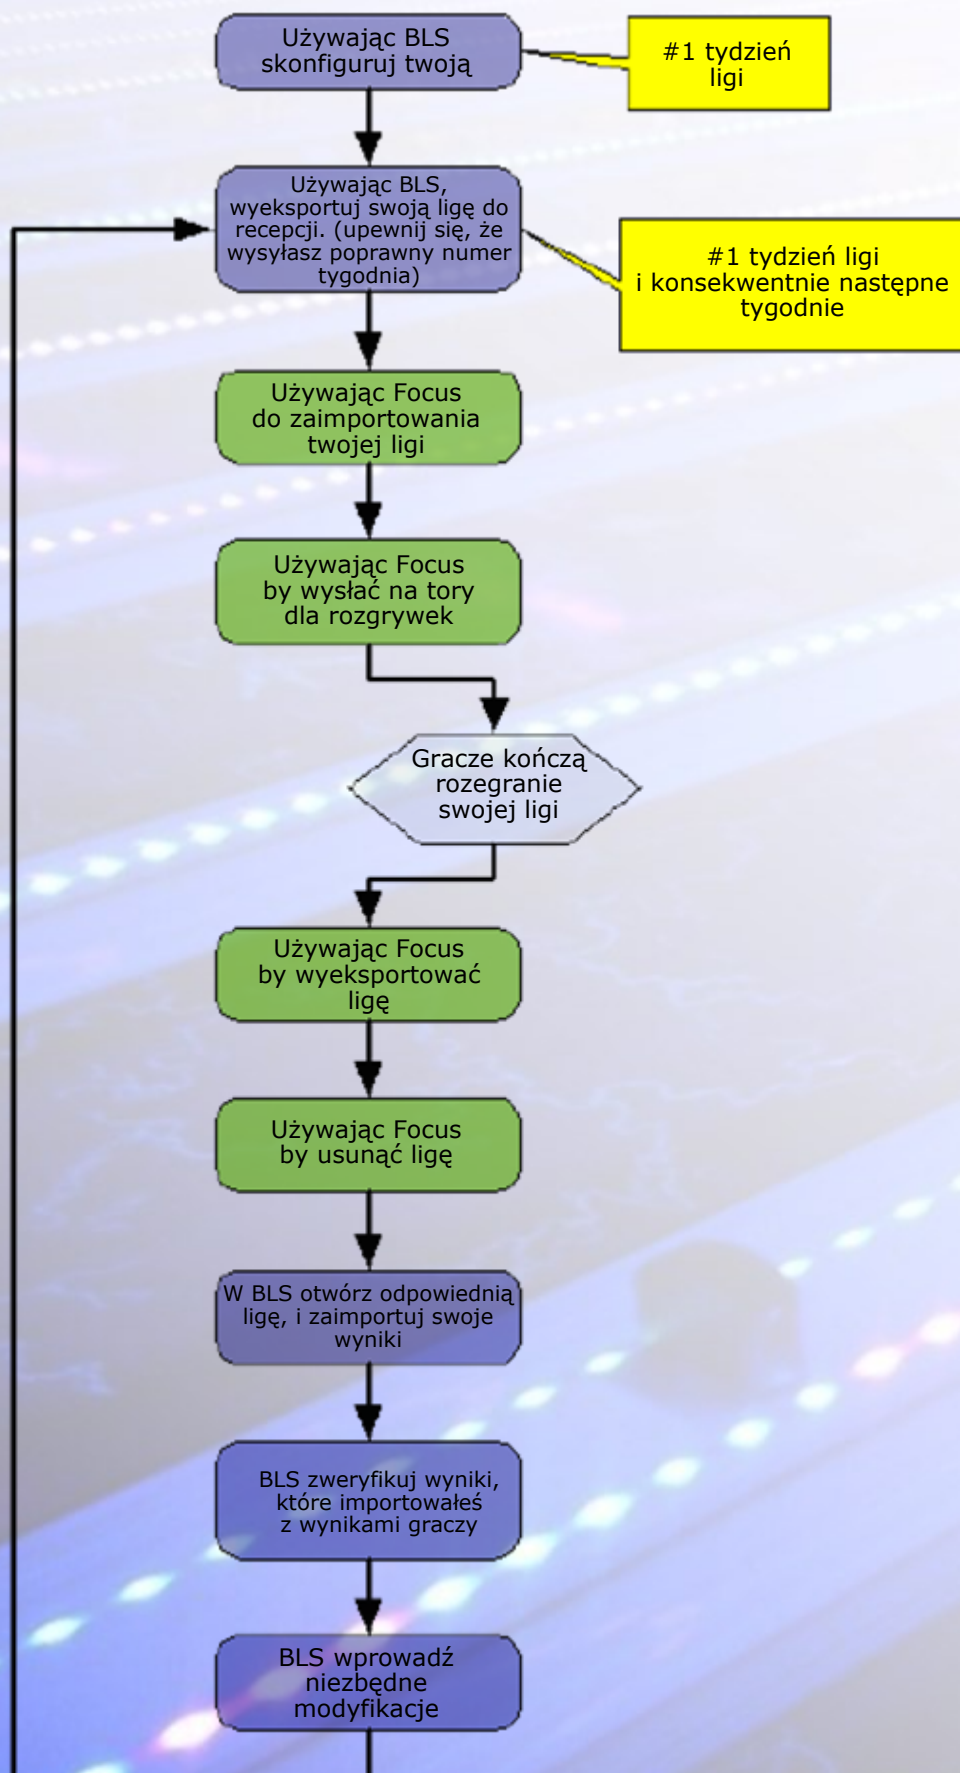 Używając BLS
skonfiguruj twoją
#1 tydzień
ligi
Używając BLS,
wyeksportuj swoją ligę do
recepcji. (upewnij się, że
wysyłasz poprawny numer
tygodnia)
#1 tydzień ligi
i konsekwentnie następne
tygodnie
Używając Focus
do zaimportowania
twojej ligi
Używając Focus
by wysłać na tory
dla rozgrywek
Gracze kończą
rozegranie
swojej ligi
Używając Focus
by wyeksportować
ligę
Używając Focus
by usunąć ligę
W BLS otwórz odpowiednią
ligę, i zaimportuj swoje
wyniki
BLS zweryfikuj wyniki,
które importowałeś
z wynikami graczy
BLS wprowadź
niezbędne
modyfikacje